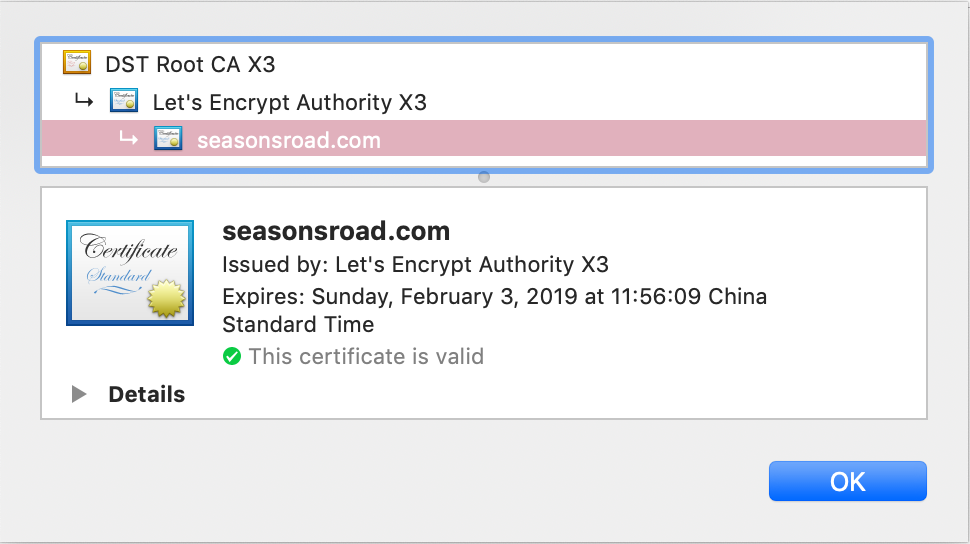 DST Root CA X3
Let's Encrypt Authority X3
seasonsroad.com
Certificate
Standard
seasonsroad.com
Issued by: Let's Encrypt Authority X3
Expires: Sunday, February 3, 2019 at 11:56:09 China
Standard Time
This certificate is valid
Details
OK